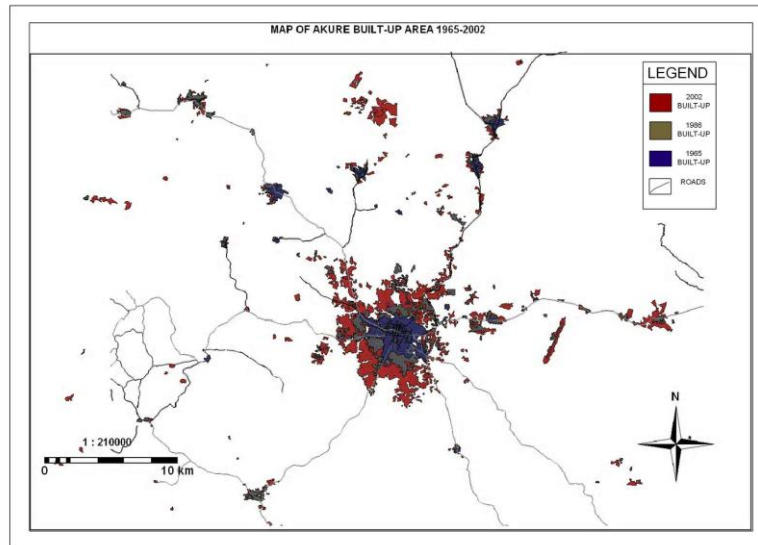 MAP OF AKURE BUILT-UP AREA 1965-2002
LEGEND
2002
BUILT-UP
1986
BUILT-UP
1965
BUILT-UP
ROADS
N
1 : 210000
0 10 km